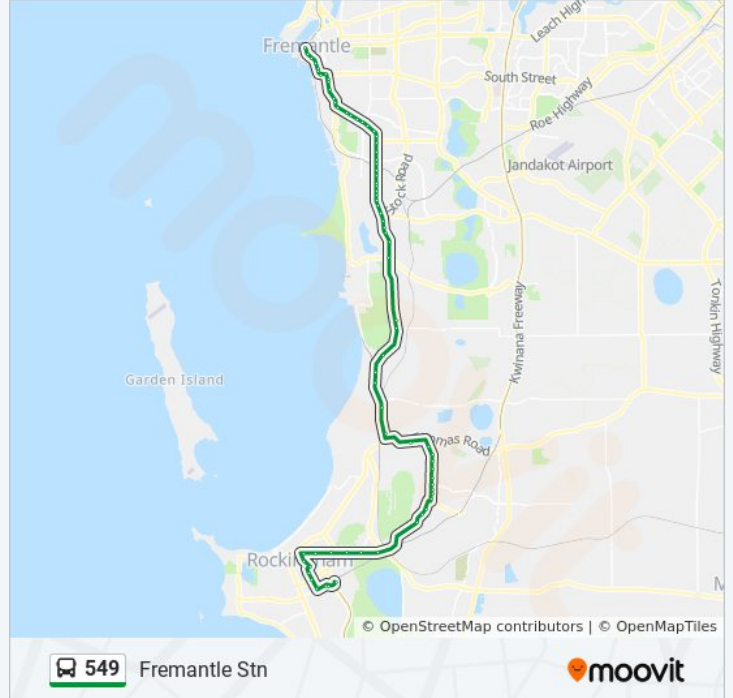 Fremantle
Leach High
South Street
Roe Highway
Jandakot Airport
Stock Road
Kwinana Freeway
Tonkin Highway
Garden Island
mas Road
Rockingham
M
© OpenStreetMap contributors | © OpenMapTiles
549 Fremantle Stn
moovit